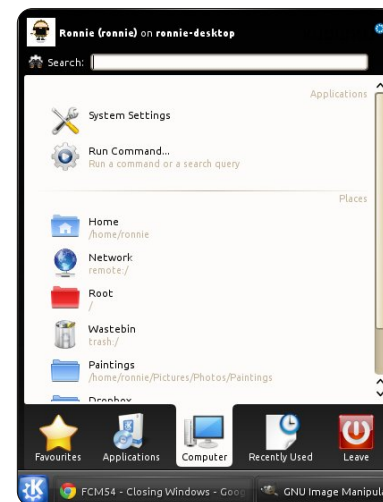 Ronnie (ronnie) on ronnie-desktop
Search:
Applications
System Settings
Run Command...
Run a command or a search query
Places
Home
/home/ronnie
Network
remote:/
Root
/
Wastebin
trash:/
Paintings
/home/ronnie/Pictures/Photos/Paintings
Dropbox
Favourites
Applications
Computer
Recently Used
Leave
FCM54 - Closing Windows - Goog
GNU Image Manipul